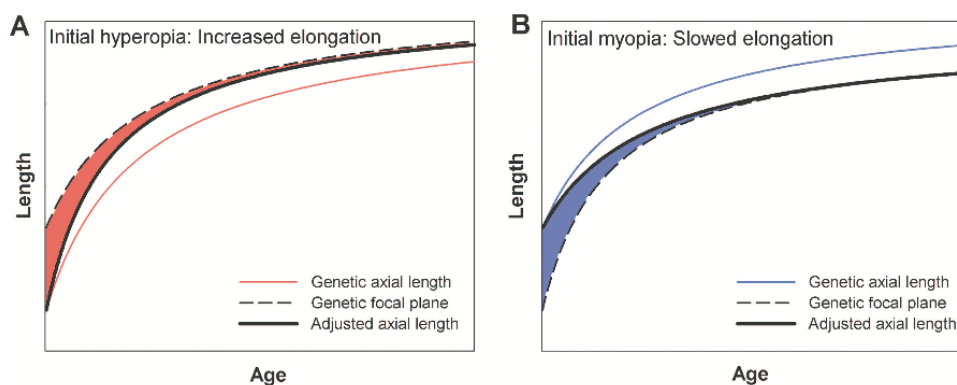 A
Initial hyperopia: Increased elongation
Length
Genetic axial length
Genetic focal plane
Adjusted axial length
Age
B
Initial myopia: Slowed elongation
Length
Genetic axial length
Genetic focal plane
Adjusted axial length
Age